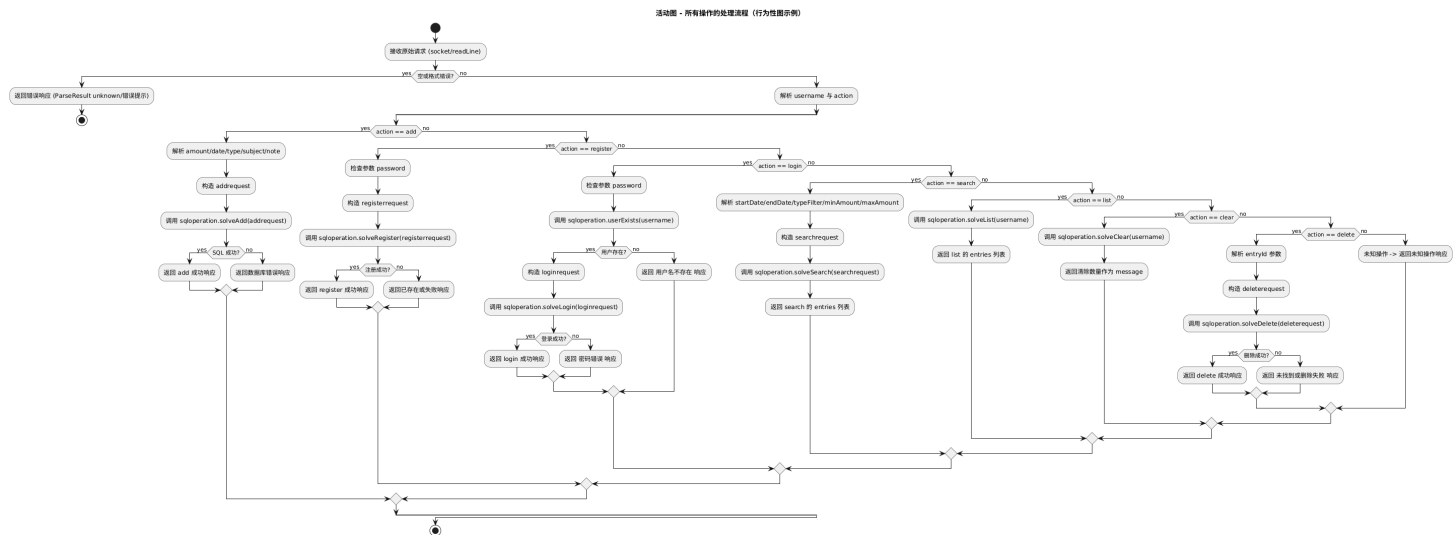 活动图 - 所有操作的处理流程（行为性图示例）
接收原始请求 (socket/readLine)
yes
空或格式错误?
no
返回错误响应 (ParseResult unknown/错误提示)
解析 username 与 action
yes
action == add
no
解析 amount/date/type/subject/note
构造 addrequest
调用 sqloperation.solveAdd(addrequest)
yes
SQL 成功?
no
返回 add 成功响应
返回数据库错误响应
yes
action == register
no
检查参数 password
构造 registerrequest
调用 sqloperation.solveRegister(registerrequest)
yes
注册成功?
no
返回 register 成功响应
返回已存在或失败响应
yes
action == login
no
检查参数 password
调用 sqloperation.userExists(username)
yes
用户存在?
no
构造 loginrequest
返回 用户名不存在 响应
调用 sqloperation.solveLogin(loginrequest)
yes
登录成功?
no
返回 login 成功响应
返回 密码错误 响应
yes
action == search
no
解析 startDate/endDate/typeFilter/minAmount/maxAmount
构造 searchrequest
调用 sqloperation.solveSearch(searchrequest)
返回 search 的 entries 列表
yes
action == list
no
调用 sqloperation.solveList(username)
返回 list 的 entries 列表
yes
action == clear
no
调用 sqloperation.solveClear(username)
返回清除数量作为 message
yes
action == delete
no
解析 entryId 参数
未知操作 -> 返回未知操作响应
构造 deleterequest
调用 sqloperation.solveDelete(deleterequest)
yes
删除成功?
no
返回 delete 成功响应
返回 未找到或删除失败 响应